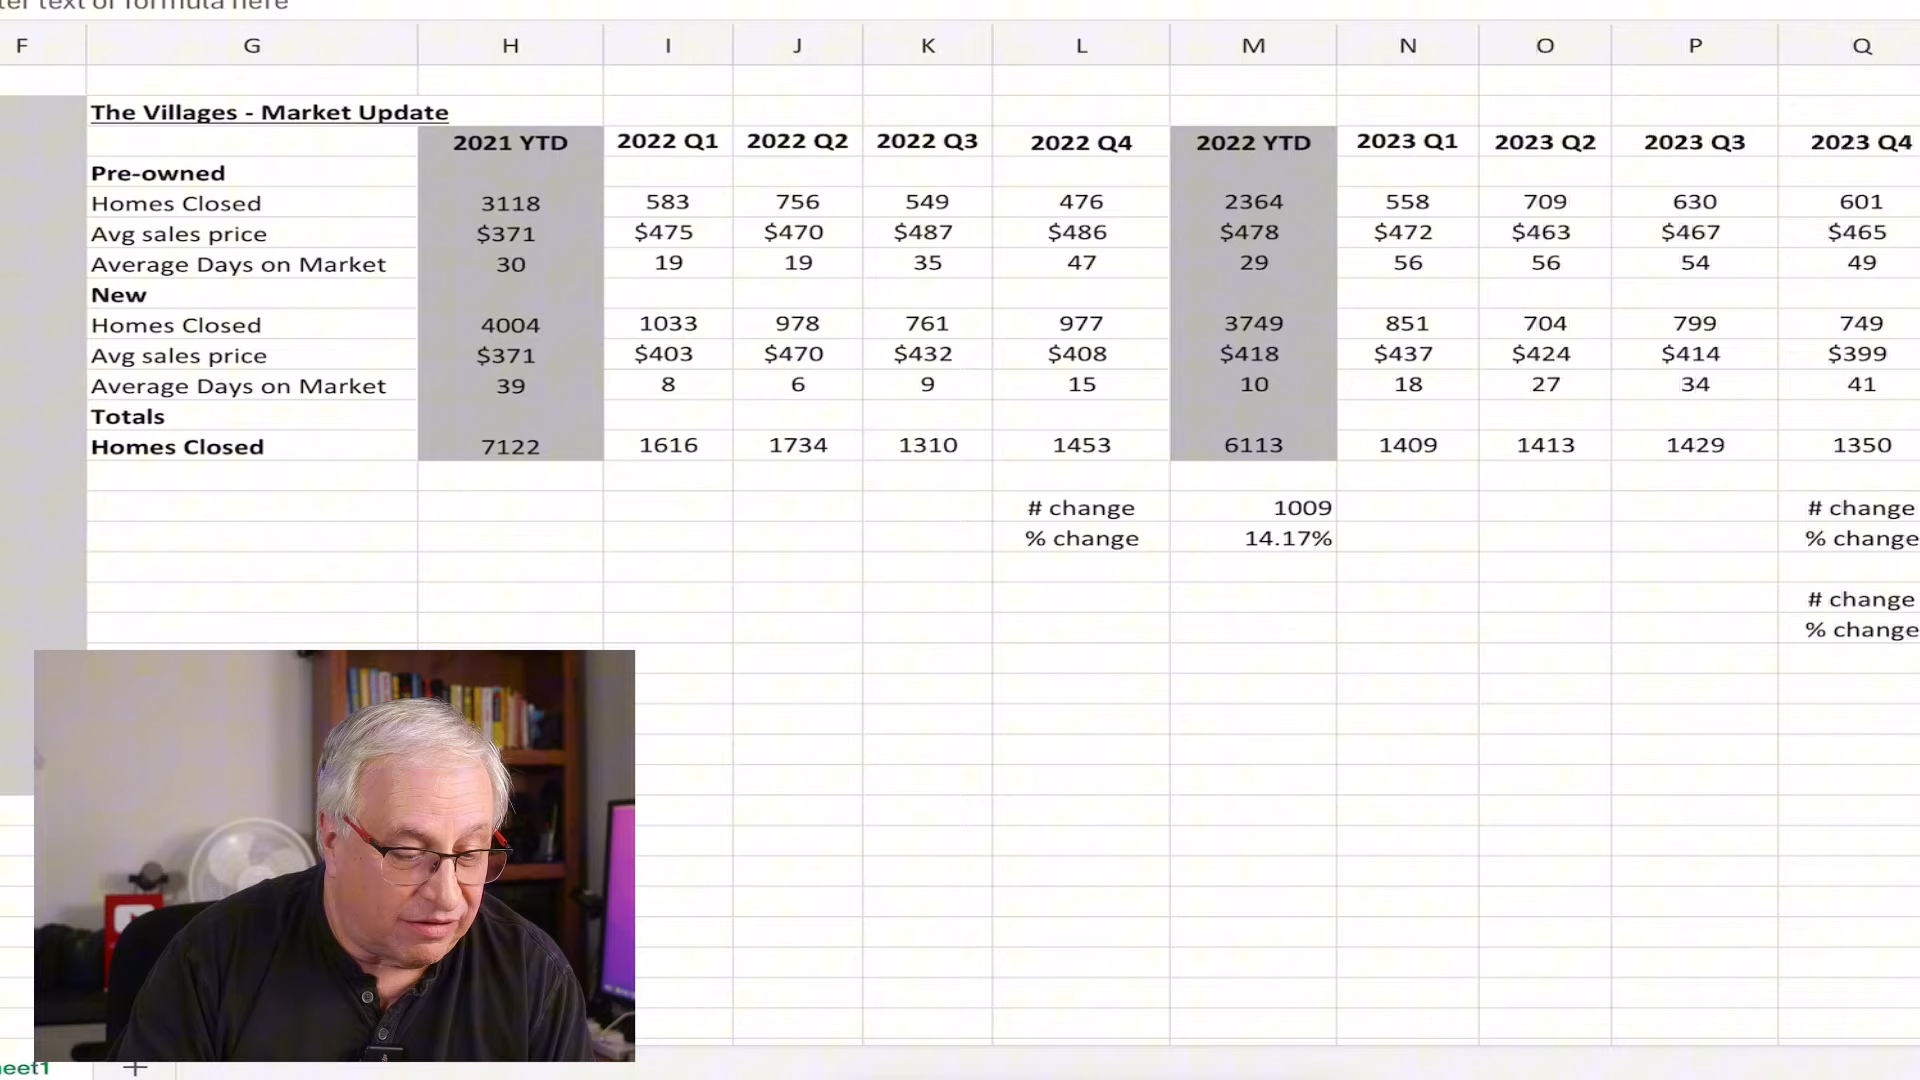 ter text or formula here
F G H I J K L M N O P Q
The Villages - Market Update
2021 YTD 2022 Q1 2022 Q2 2022 Q3 2022 Q4 2022 YTD 2023 Q1 2023 Q2 2023 Q3 2023 Q4
Pre-owned
Homes Closed 3118 583 756 549 476 2364 558 709 630 601
Avg sales price $371 $475 $470 $487 $486 $478 $472 $463 $467 $465
Average Days on Market 30 19 19 35 47 29 56 56 54 49
New
Homes Closed 4004 1033 978 761 977 3749 851 704 799 749
Avg sales price $371 $403 $470 $432 $408 $418 $437 $424 $414 $399
Average Days on Market 39 8 6 9 15 10 18 27 34 41
Totals
Homes Closed 7122 1616 1734 1310 1453 6113 1409 1413 1429 1350
# change 1009 # change
% change 14.17% % change
# change
% change
eet1 +